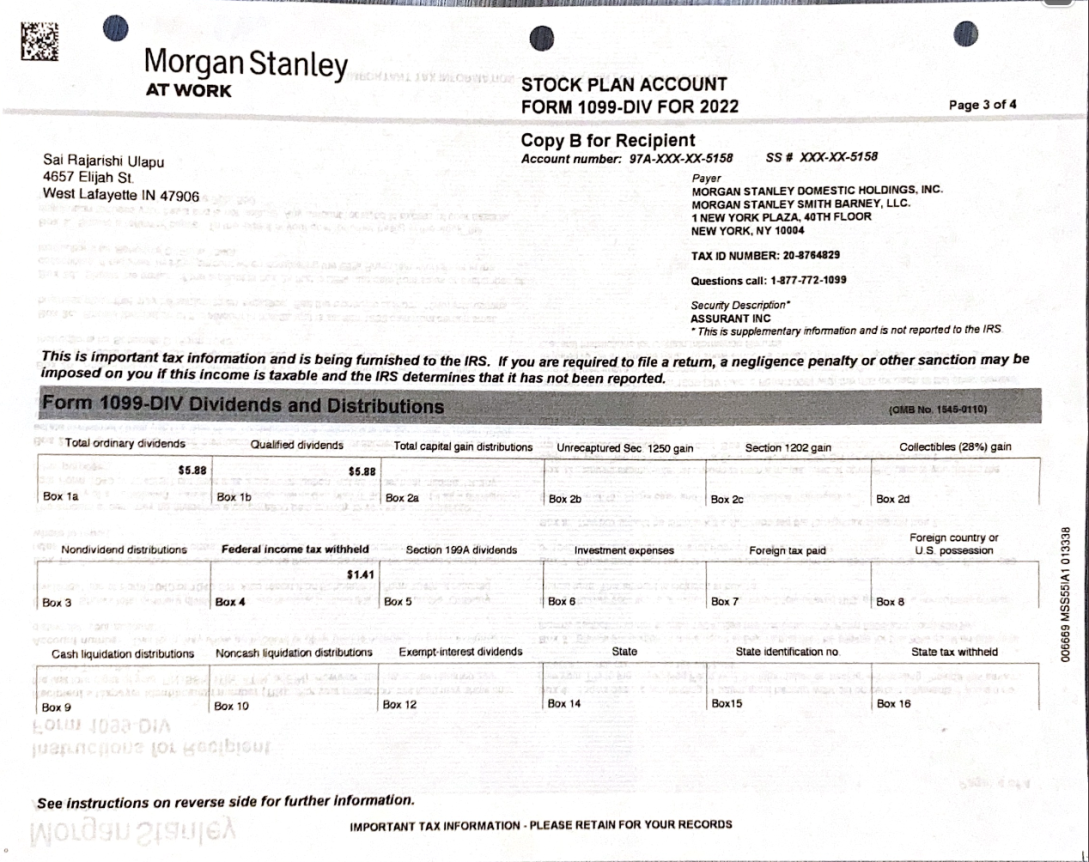 Morgan Stanley
AT WORK
STOCK PLAN ACCOUNT
FORM 1099-DIV FOR 2022
Page 3 of 4
Copy B for Recipient
Account number: 97A-XXX-XX-5158 SS # XXX-XX-5158
Sai Rajarishi Ulapu
4657 Elijah St.
West Lafayette IN 47906
Payer
MORGAN STANLEY DOMESTIC HOLDINGS, INC.
MORGAN STANLEY SMITH BARNEY, LLC.
1 NEW YORK PLAZA, 40TH FLOOR
NEW YORK, NY 10004
TAX ID NUMBER: 20-8764829
Questions call: 1-877-772-1099
Security Description*
ASSURANT INC
* This is supplementary information and is not reported to the IRS.
This is important tax information and is being furnished to the IRS. If you are required to file a return, a negligence penalty or other sanction may be
imposed on you if this income is taxable and the IRS determines that it has not been reported.
Form 1099-DIV Dividends and Distributions (OMB No. 1545-0110)
Total ordinary dividends Qualified dividends Total capital gain distributions Unrecaptured Sec 1250 gain Section 1202 gain Collectibles (28%) gain
$5.88 $5.88
Box 1a Box 1b Box 2a Box 2b Box 2c Box 2d
Nondividend distributions Federal income tax withheld Section 199A dividends Investment expenses Foreign tax paid Foreign country or
U.S. possession
$1.41
Box 3 Box 4 Box 5 Box 6 Box 7 Box 8
Cash liquidation distributions Noncash liquidation distributions Exempt-interest dividends State State identification no. State tax withheld
Box 9 Box 10 Box 12 Box 14 Box15 Box 16
006669 MSS55IA1 013338
Form 1099-DIV
Instructions for Recipient
Page 4 of 4
See instructions on reverse side for further information.
Morgan Stanley
IMPORTANT TAX INFORMATION - PLEASE RETAIN FOR YOUR RECORDS